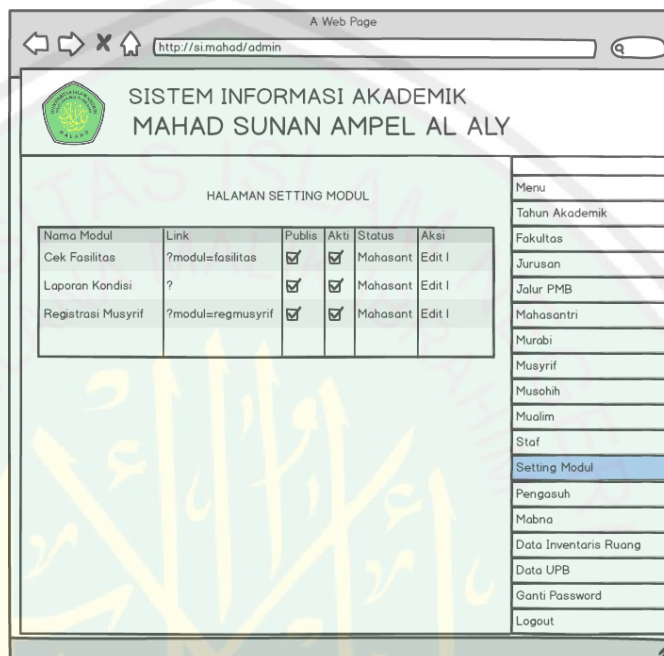 A Web Page
http://si.mahad/admin
SISTEM INFORMASI AKADEMIK
MAHAD SUNAN AMPEL AL ALY
HALAMAN SETTING MODUL
Nama Modul Link Publis Akti Status Aksi
Cek Fasilitas ?modul=fasilitas Mahasant Edit |
Laporan Kondisi ? Mahasant Edit |
Registrasi Musyrif ?modul=regmusyrif Mahasant Edit |
Menu
Tahun Akademik
Fakultas
Jurusan
Jalur PMB
Mahasantri
Murabi
Musyrif
Musohih
Mualim
Staf
Setting Modul
Pengasuh
Mabna
Data Inventaris Ruang
Data UPB
Ganti Password
Logout